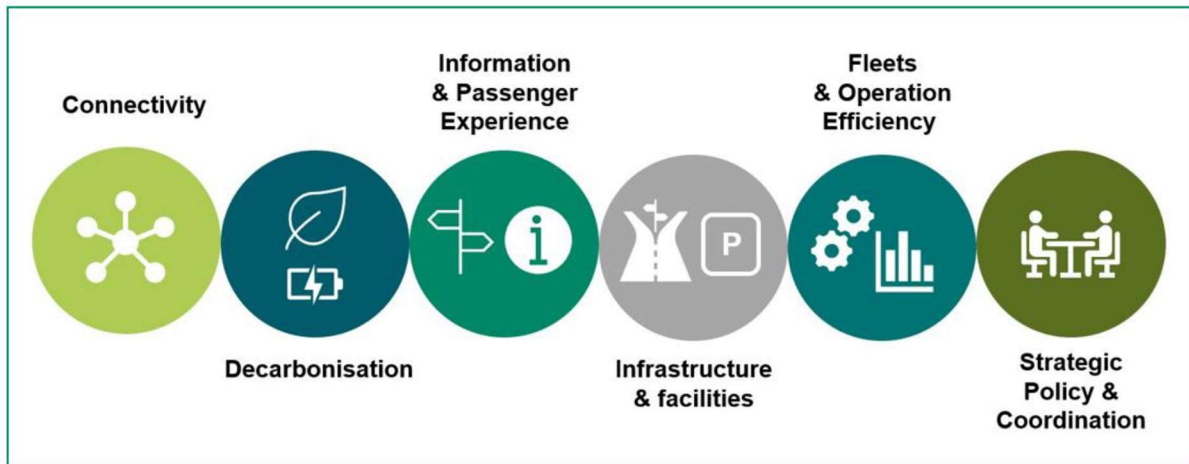 Connectivity
Decarbonisation
Information
& Passenger
Experience
i
Infrastructure
& facilities
P
Fleets
& Operation
Efficiency
Strategic
Policy &
Coordination